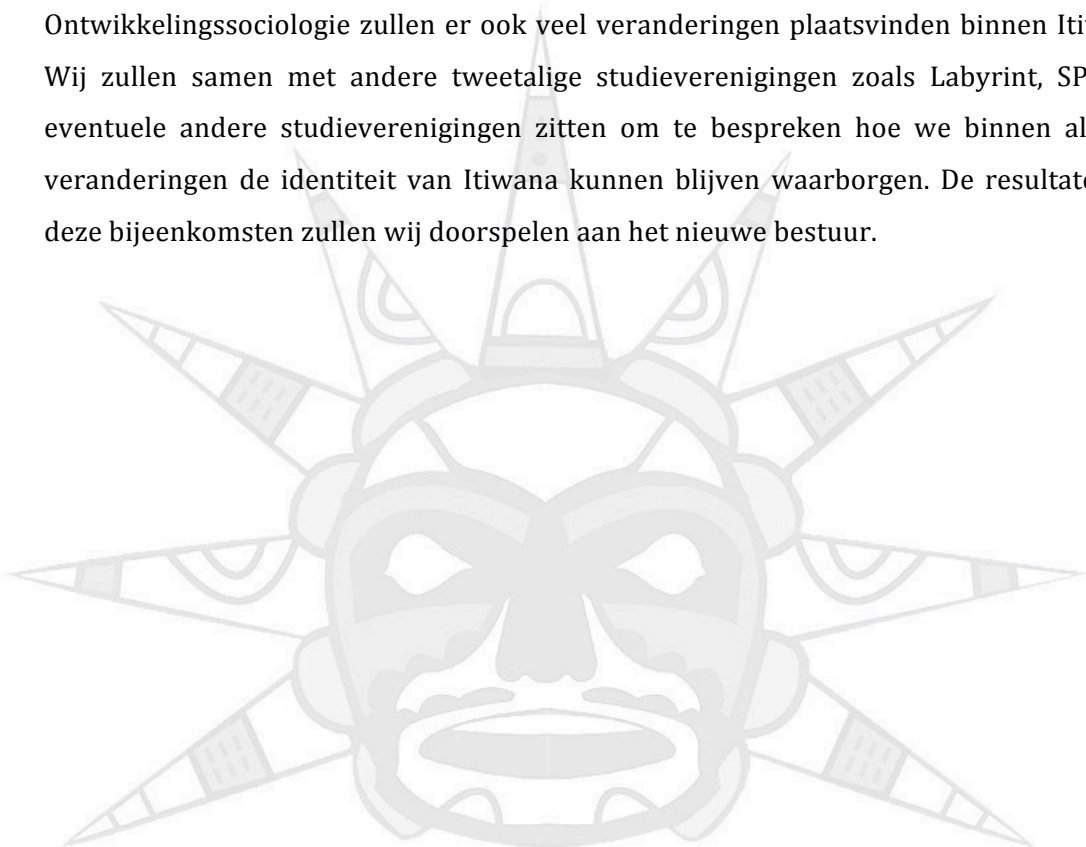 Ontwikkelingssociologie zullen er ook veel veranderingen plaatsvinden binnen
Wij zullen samen met andere tweetalige studieverenigingen zoals Labyrint,
eventuele andere studieverenigingen zitten om te bespreken hoe we binnen
veranderingen de identiteit van Itiwana kunnen blijven waarborgen. De
deze bijeenkomsten zullen wij doorspelen aan het nieuwe bestuur.